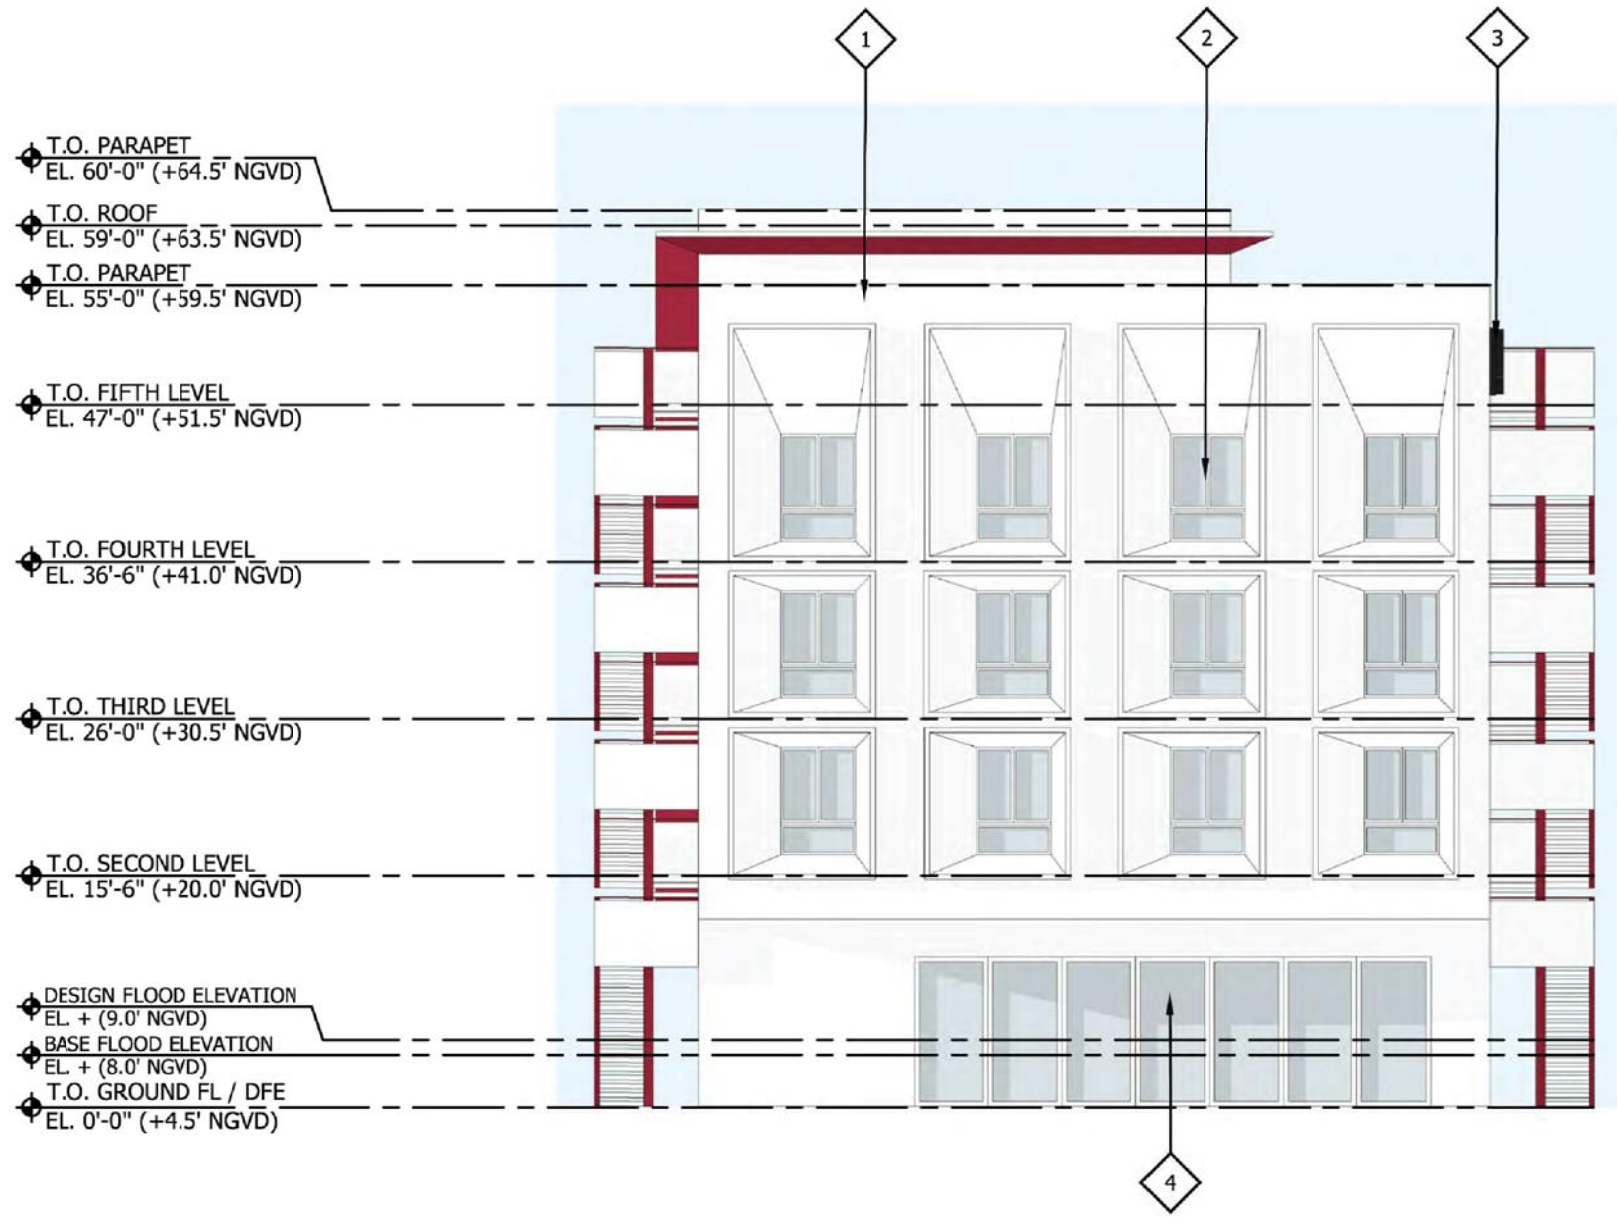 1
2
3
T.O. PARAPET
EL. 60'-0" (+64.5' NGVD)
T.O. ROOF
EL. 59'-0" (+63.5' NGVD)
T.O. PARAPET
EL. 55'-0" (+59.5' NGVD)
T.O. FIFTH LEVEL
EL. 47'-0" (+51.5' NGVD)
T.O. FOURTH LEVEL
EL. 36'-6" (+41.0' NGVD)
T.O. THIRD LEVEL
EL. 26'-0" (+30.5' NGVD)
T.O. SECOND LEVEL
EL. 15'-6" (+20.0' NGVD)
DESIGN FLOOD ELEVATION
EL. + (9.0' NGVD)
BASE FLOOD ELEVATION
EL. + (8.0' NGVD)
T.O. GROUND FL / DFE
EL. 0'-0" (+4.5' NGVD)
4